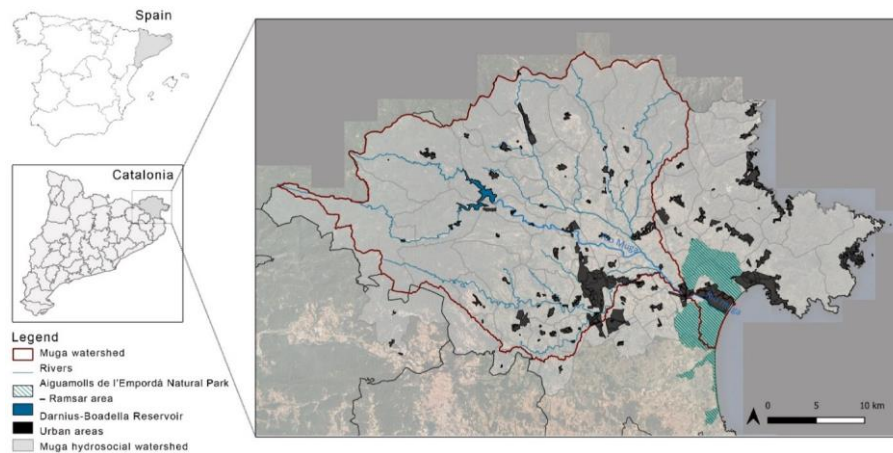 Spain
Catalonia
Legend
Muga watershed
Rivers
Aiguamolls de l'Empordà Natural Park
– Ramsar area
Darnius-Boadella Reservoir
Urban areas
Muga hydrosocial watershed
Muga
0 5 10 km